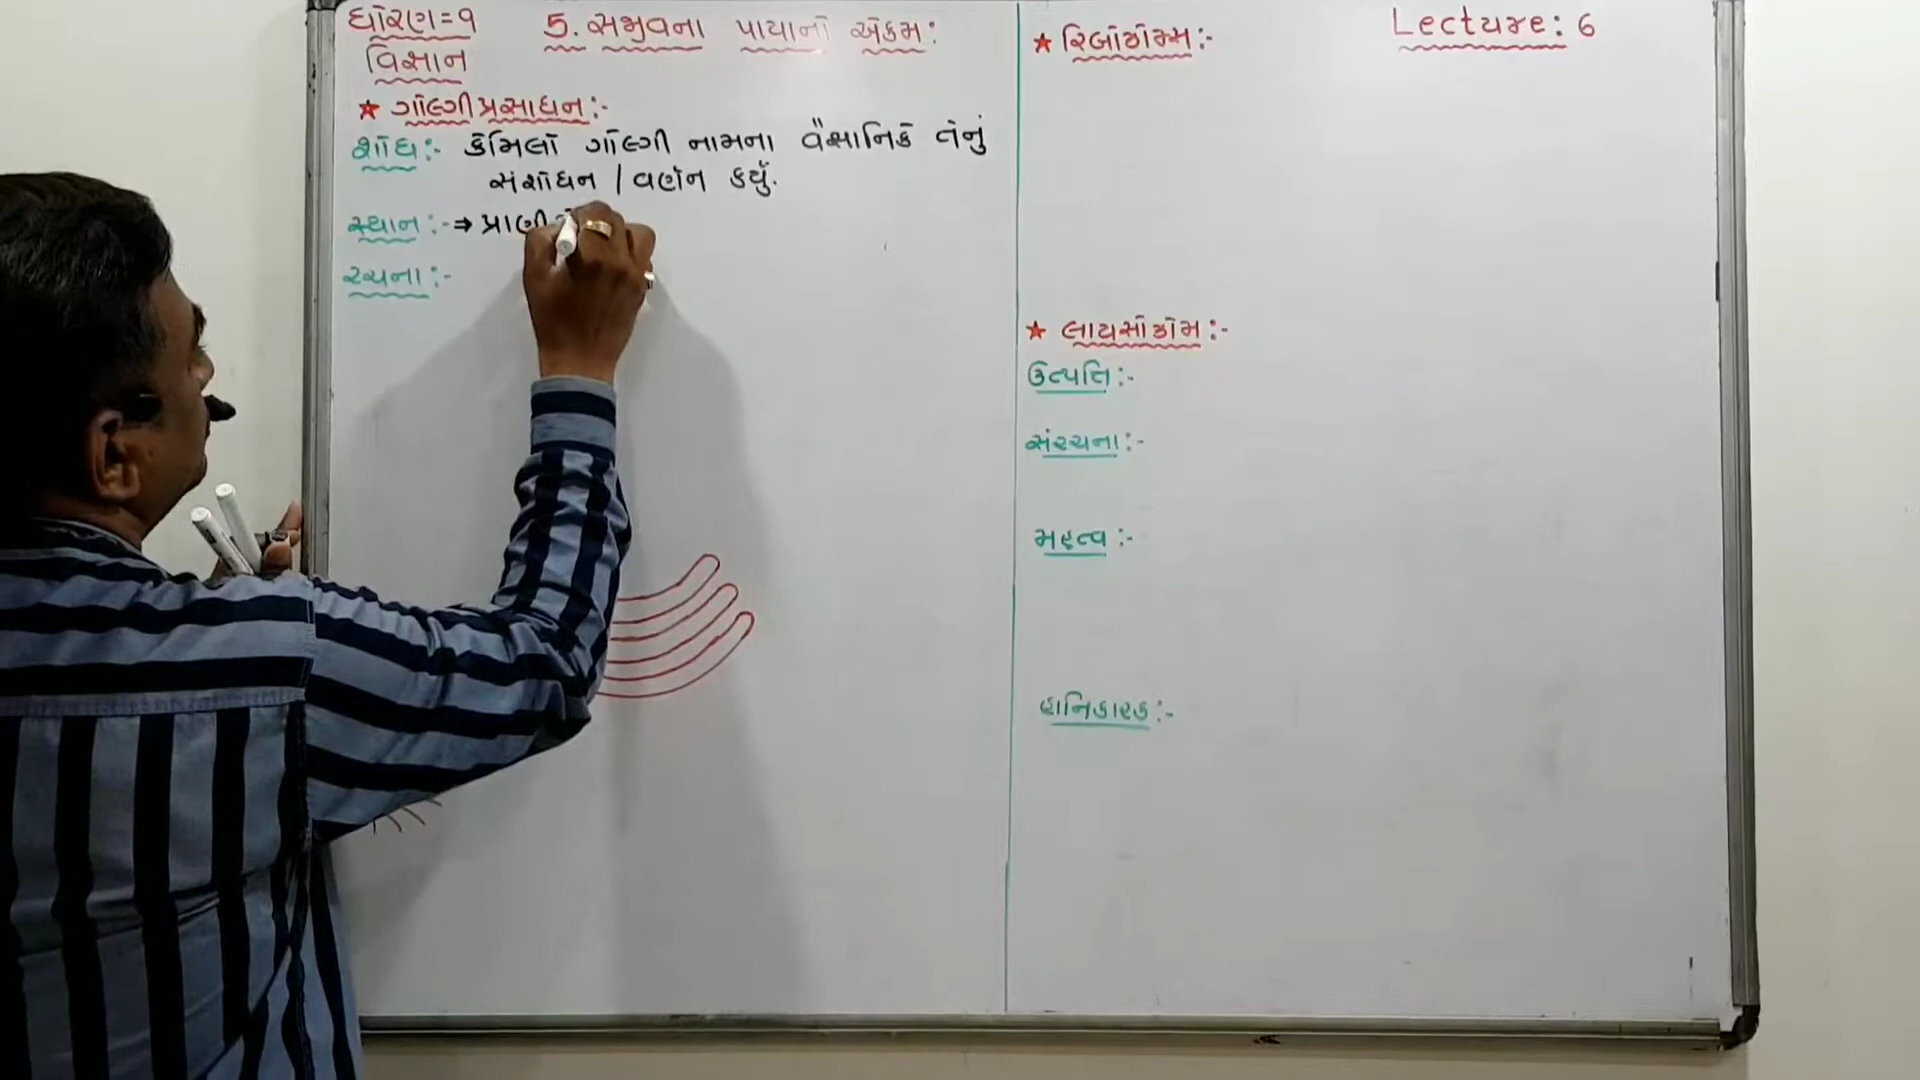 ધોરણ=૧
વિજ્ઞાન
5. સજીવના પાયાનો એકમ:
★ ગૉલ્ગીપ્રસાધન:-
શોધ:- કેમિલો ગૉલ્ગી નામના વૈજ્ઞાનિકે તેનું
સંશોધન / વર્ણન કર્યું.
સ્થાન:- → પ્રાણી
રચના:-
Lecture: 6
★ રિબોઝોમ્સ:-
★ લાયસોઝોમ:-
ઉત્પત્તિ:-
સંરચના:-
મહત્વ:-
હાનિકારક:-